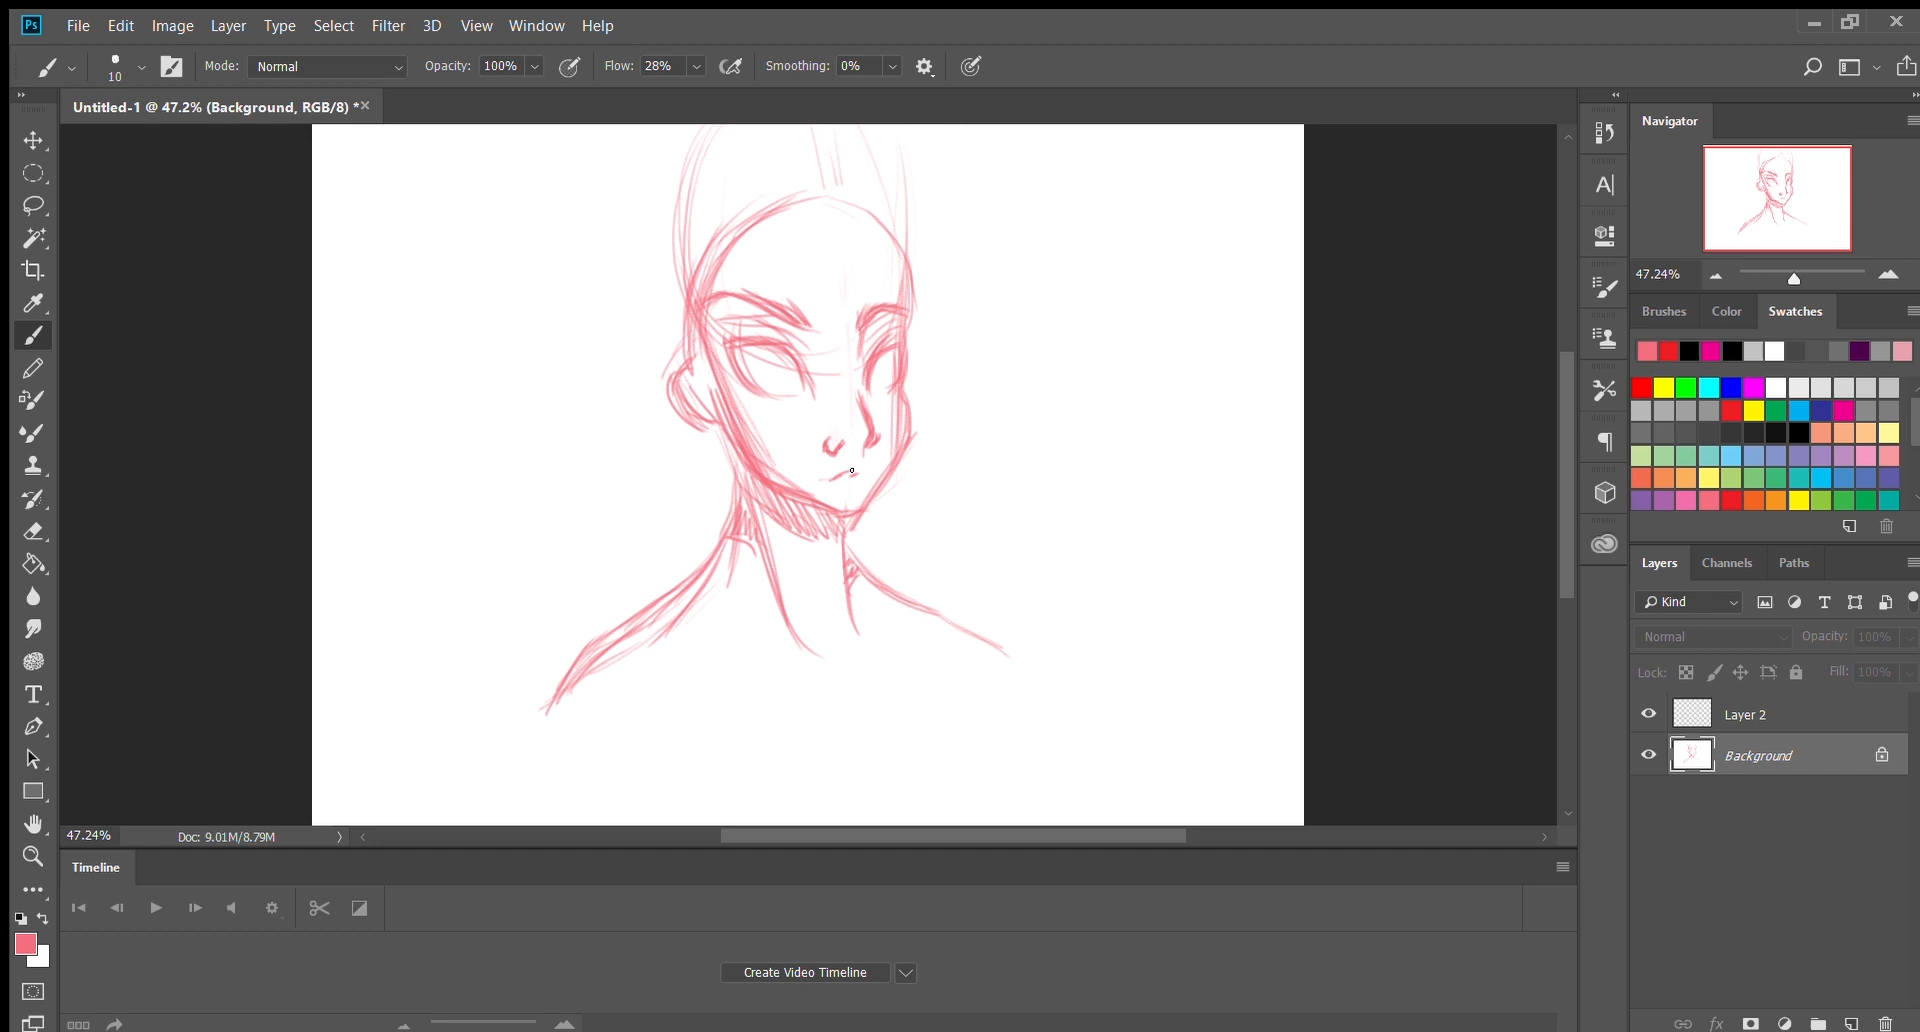 Ps File Edit Image Layer Type Select Filter 3D View Window Help
10 Mode: Normal Opacity: 100% Flow: 28% Smoothing: 0%
Untitled-1 @ 47.2% (Background, RGB/8) *
Navigator
47.24%
Brushes Color Swatches
Layers Channels Paths
Kind
Normal Opacity: 100%
Lock: Fill: 100%
Layer 2
Background
fx
47.24% Doc: 9.01M/8.79M
Timeline
Create Video Timeline